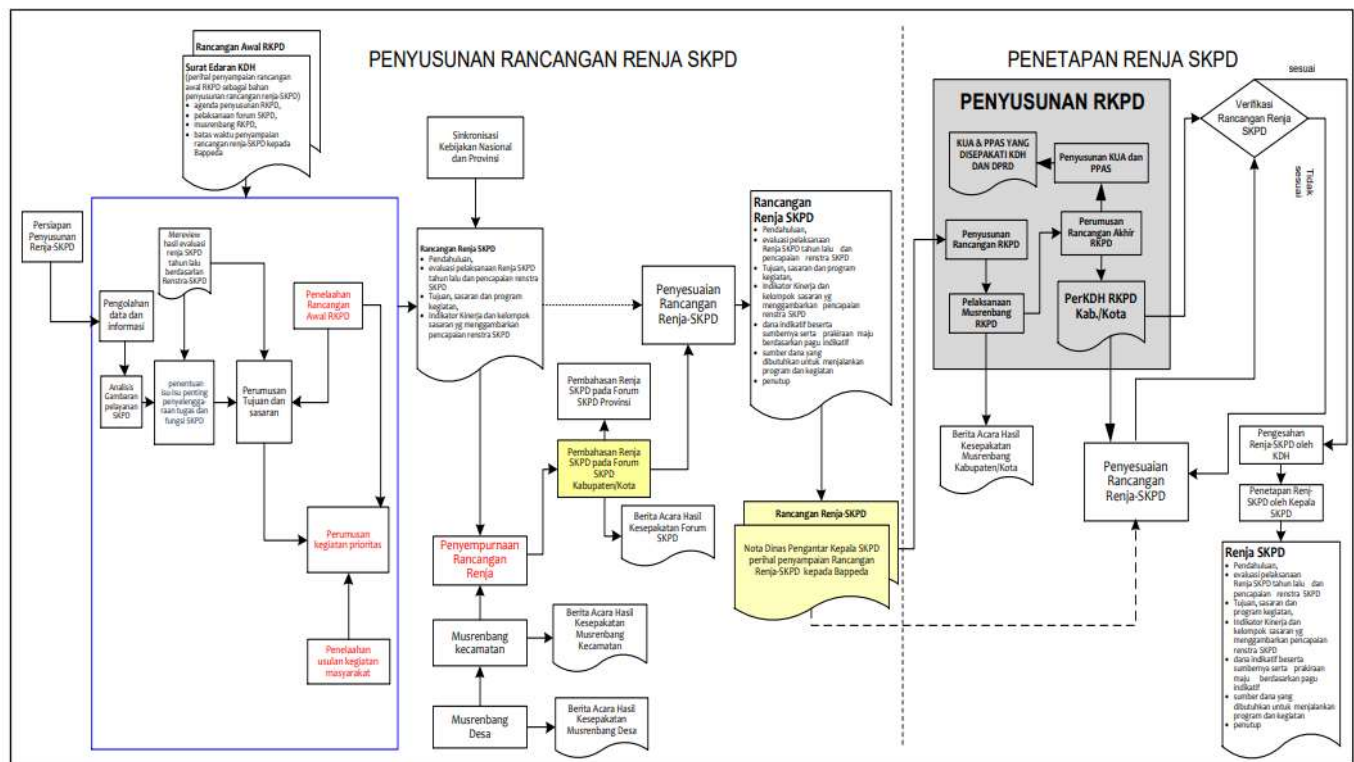 PENYUSUNAN RANCANGAN RENJA SKPD
PENETAPAN RENJA SKPD
Rancangan Awal RKPD
Surat Edaran KDH
(perihal penyampaian rancangan
awal RKPD sebagai bahan
penyusunan rancangan renja-SKPD)
• agenda penyusunan RKPD,
• pelaksanaan forum SKPD,
• musrenbang RKPD,
• batas waktu penyampaian
rancangan renja-SKPD kepada
Bappeda
Persiapan
Penyusunan
Renja-SKPD
Pengolahan
data dan
informasi
Analisis
Gambaran
pelayanan
SKPD
Mereview
hasil evaluasi
renja SKPD
tahun lalu
berdasarlan
Renstra-SKPD
penentuan
isu-isu penting
penyelengga-
raan tugas dan
fungsi SKPD
Perumusan
Tujuan dan
sasaran
Penelaahan
Rancangan
Awal RKPD
Perumusan
kegiatan prioritas
Penelaahan
usulan kegiatan
masyarakat
Sinkronisasi
Kebijakan Nasional
dan Provinsi
Rancangan Renja SKPD
• Pendahuluan,
• evaluasi pelaksanaan Renja SKPD
tahun lalu dan pencapaian renstra
SKPD
• Tujuan, sasaran dan program
kegiatan,
• Indikator Kinerja dan kelompok
sasaran yg menggambarkan
pencapaian renstra SKPD
Penyempurnaan
Rancangan
Renja
Musrenbang
kecamatan
Berita Acara Hasil
Kesepakatan
Musrenbang
Kecamatan
Musrenbang
Desa
Berita Acara Hasil
Kesepakatan
Musrenbang Desa
Pembahasan Renja
SKPD pada Forum
SKPD Provinsi
Pembahasan Renja
SKPD pada Forum
SKPD
Kabupaten/Kota
Berita Acara Hasil
Kesepakatan Forum
SKPD
Penyesuaian
Rancangan
Renja-SKPD
Rancangan
Renja SKPD
• Pendahuluan,
• evaluasi pelaksanaan
Renja SKPD tahun lalu dan
pencapaian renstra SKPD
• Tujuan, sasaran dan program
kegiatan,
• Indikator Kinerja dan
kelompok sasaran yg
menggambarkan pencapaian
renstra SKPD
• dana indikatif beserta
sumbernya serta prakiraan maju
berdasarkan pagu indikatif
• sumber dana yang
dibutuhkan untuk menjalankan
program dan kegiatan
• penutup
Rancangan Renja-SKPD
Nota Dinas Pengantar Kepala SKPD
perihal penyampaian Rancangan
Renja-SKPD kepada Bappeda
PENYUSUNAN RKPD
KUA & PPAS YANG
DISEPAKATI KDH
DAN DPRD
Penyusunan KUA dan
PPAS
Penyusunan
Rancangan RKPD
Perumusan
Rancangan Akhir
RKPD
Pelaksanaan
Musrenbang
RKPD
PerKDH RKPD
Kab./Kota
Berita Acara Hasil
Kesepakatan
Musrenbang
Kabupaten/Kota
Penyesuaian
Rancangan
Renja-SKPD
Verifikasi
Rancangan Renja
SKPD
sesuai
Tidak
sesuai
Pengesahan
Renja-SKPD oleh
KDH
Penetapan Renj-
SKPD oleh Kepala
SKPD
Renja SKPD
• Pendahuluan,
• evaluasi pelaksanaan
Renja SKPD tahun lalu dan
pencapaian renstra SKPD
• Tujuan, sasaran dan
program kegiatan,
• Indikator Kinerja dan
kelompok sasaran yg
menggambarkan pencapaian
renstra SKPD
• dana indikatif beserta
sumbernya serta prakiraan
maju berdasarkan pagu
indikatif
• sumber dana yang
dibutuhkan untuk menjalankan
program dan kegiatan
• penutup